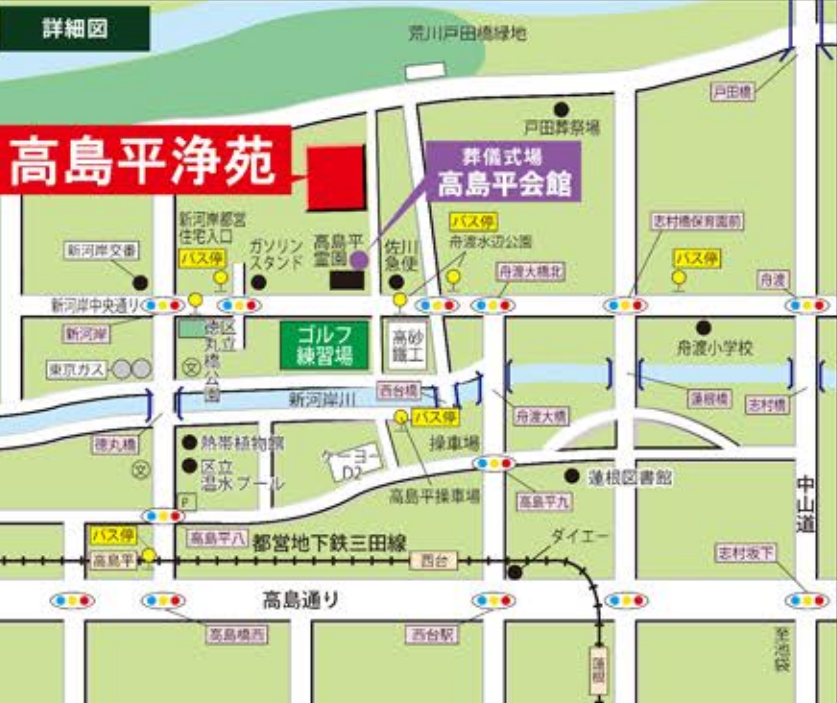 詳細図
荒川戸田橋緑地
戸田橋
戸田葬祭場
高島平浄苑
葬儀式場
高島平会館
新河岸都営
住宅入口
バス停
ガソリン
スタンド
高島平
霊園
佐川
急便
バス停
舟渡水辺公園
志村橋保育園前
バス停
新河岸交番
舟渡大橋北
舟渡
新河岸中央通り
新河岸
徳丸橋公園
区立
ゴルフ
練習場
高砂
鐵工
舟渡小学校
東京ガス
文
新河岸川
西台橋
バス停
舟渡大橋
蓮根橋
志村橋
徳丸橋
文
熱帯植物館
区立
温水プール
P
ケーヨー
D2
操車場
高島平操車場
蓮根図書館
高島平九
中山道
バス停
高島平八
都営地下鉄三田線
高島平
西台
ダイエー
志村坂下
高島通り
高島橋西
西台駅
蓮根
至池袋